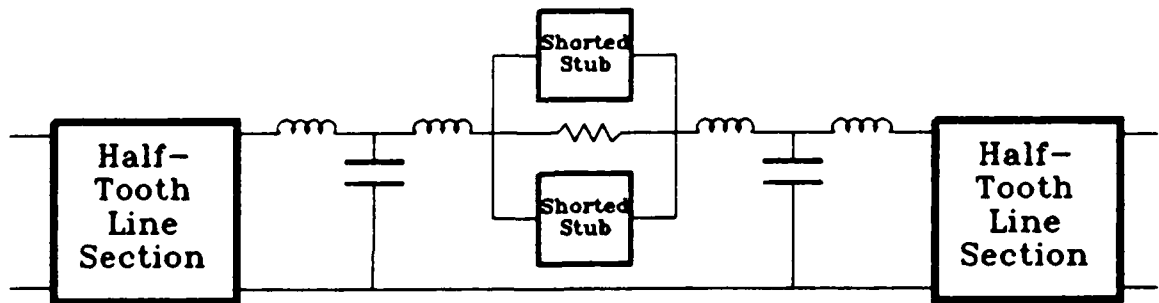 Shorted
Stub
Half-
Tooth
Line
Section
Shorted
Stub
Half-
Tooth
Line
Section